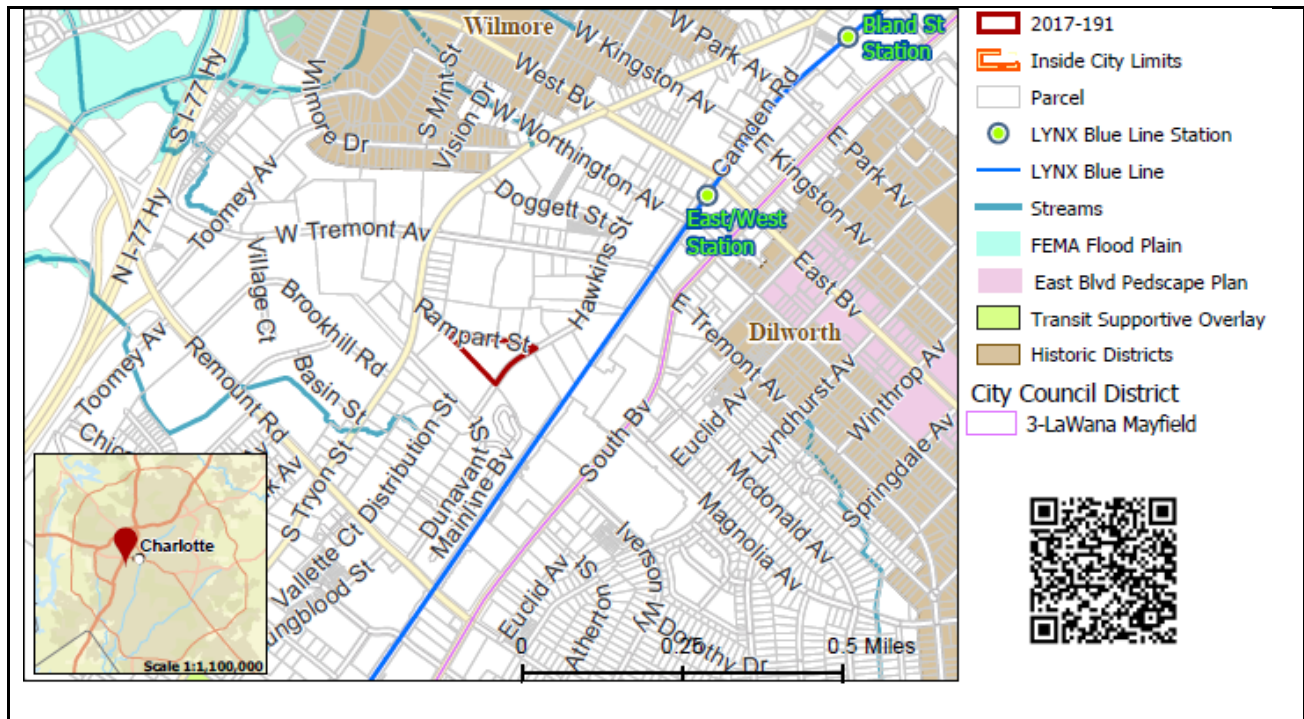 Wilmore
Bland St
Station
W Park Av
W Kingston Av
West Bv
S Mint St
Vision Dr
Wilmore Dr
W Worthington Av
Camden Rd
E Kingston Av
E Park Av
S I-77 Hy
N I-77 Hy
Toomey Av
Doggett St
W Tremont Av
Hawkins St
East/West
Station
East Bv
Village Ct
Brookhill Rd
Rampart St
E Tremont Av
Dilworth
Toomey Av
Remount Rd
Basin St
South Bv
Euclid Av
Lyndhurst Av
Winthrop Av
Springdale Av
Mcdonald Av
Magnolia Av
S Tryon St
Distribution St
Dunavant St
Mainline Bv
Vallette Ct
Iverson Wy
Euclid Av
Atherton St
Dorothy Dr
Charlotte
Scale 1:1,100,000
0
0.25
0.5 Miles
2017-191
Inside City Limits
Parcel
LYNX Blue Line Station
LYNX Blue Line
Streams
FEMA Flood Plain
East Blvd Pedscape Plan
Transit Supportive Overlay
Historic Districts
City Council District
3-LaWana Mayfield